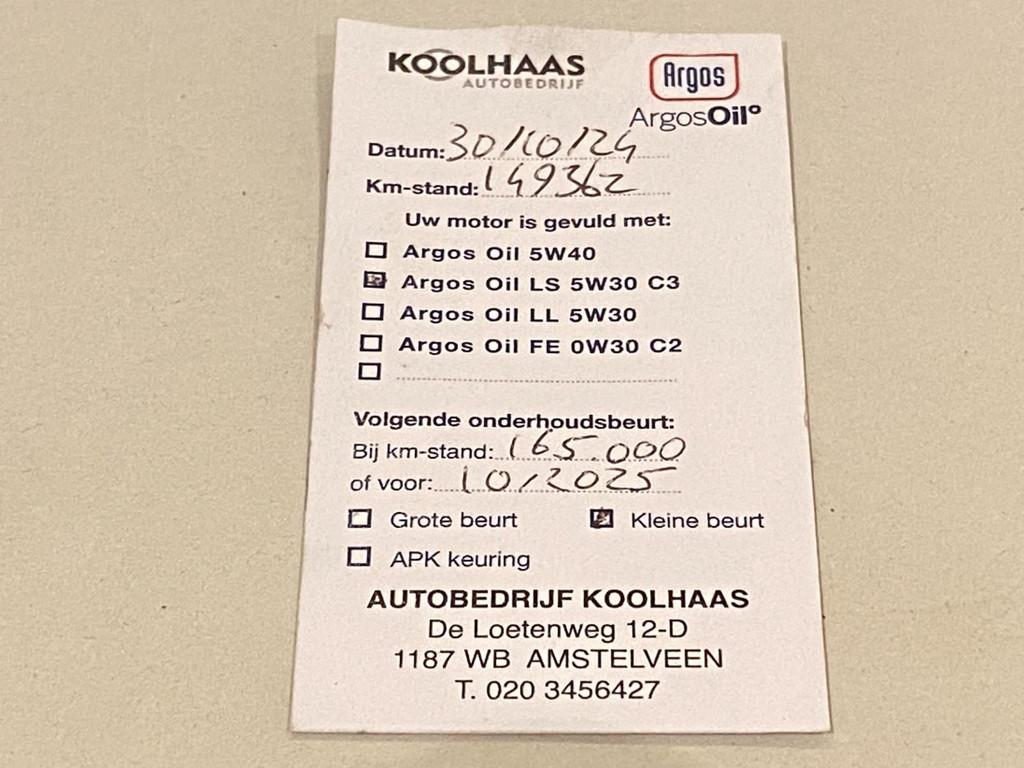 KOOLHAAS
AUTOBEDRIJF
Argos
ArgosOil°
Datum: 30/10/24
Km-stand: 149362
Uw motor is gevuld met:
Argos Oil 5W40
Argos Oil LS 5W30 C3
Argos Oil LL 5W30
Argos Oil FE 0W30 C2
Volgende onderhoudsbeurt:
Bij km-stand: 165.000
of voor: 10/2025
Grote beurt Kleine beurt
APK keuring
AUTOBEDRIJF KOOLHAAS
De Loetenweg 12-D
1187 WB AMSTELVEEN
T. 020 3456427